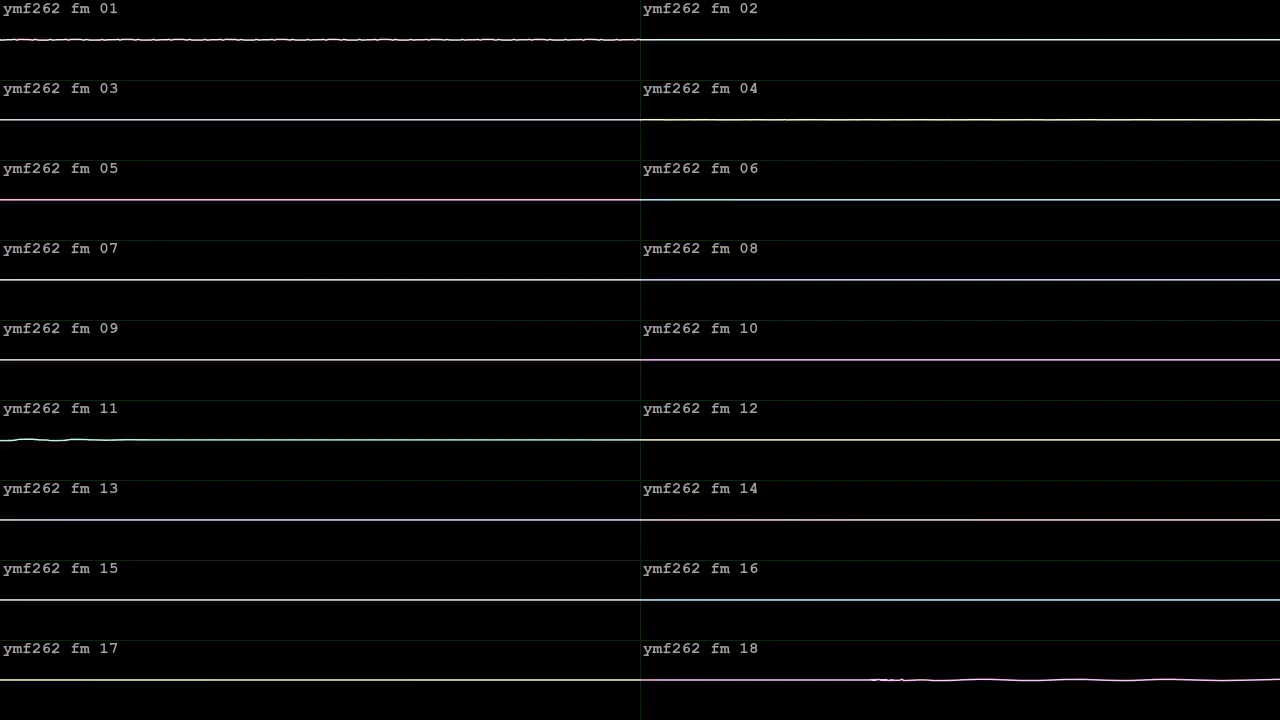 ymf262 fm 01
ymf262 fm 02
ymf262 fm 03
ymf262 fm 04
ymf262 fm 05
ymf262 fm 06
ymf262 fm 07
ymf262 fm 08
ymf262 fm 09
ymf262 fm 10
ymf262 fm 11
ymf262 fm 12
ymf262 fm 13
ymf262 fm 14
ymf262 fm 15
ymf262 fm 16
ymf262 fm 17
ymf262 fm 18